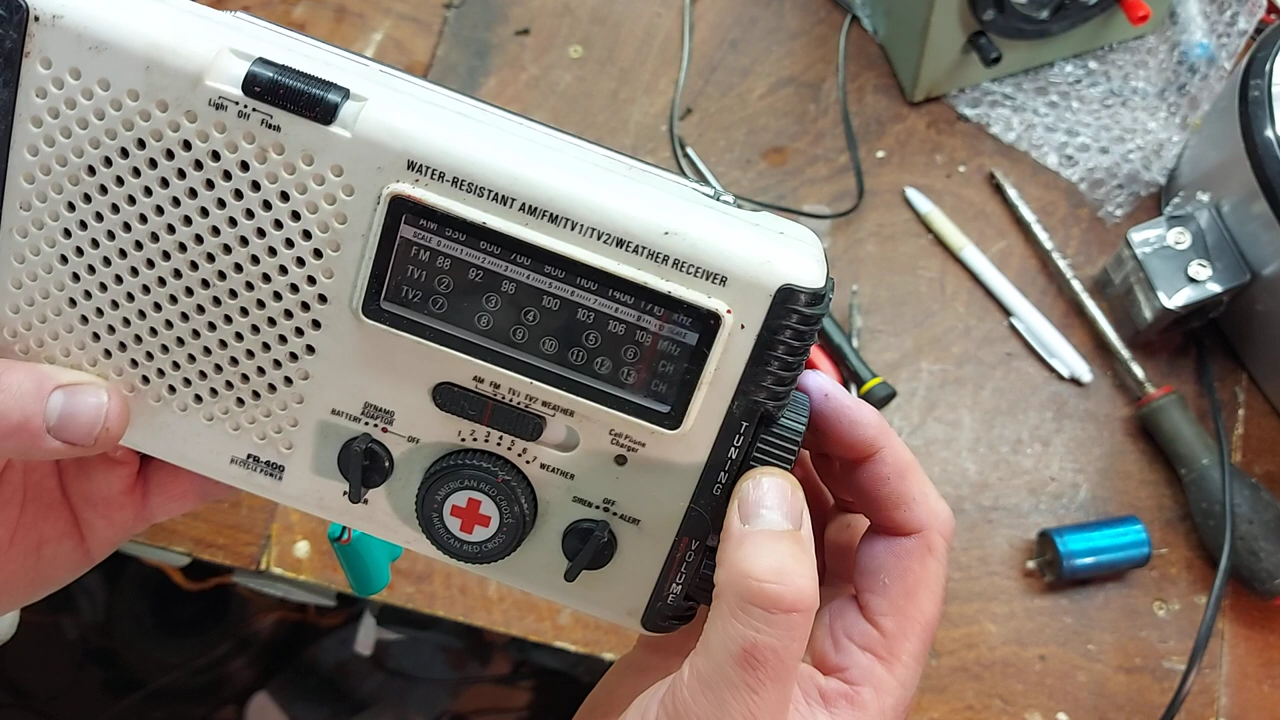 Light Off Flash
WATER-RESISTANT AM/FM/TV1/TV2/WEATHER RECEIVER
AM 530 600 700 900 1100 1400 1710 kHz
SCALE 0 1 2 3 4 5 6 7 8 9 10 SCALE
FM 88 92 96 100 103 106 108 MHz
TV1 2 3 4 5 6 CH
TV2 7 8 9 10 11 12 13 CH
AM FM TV1 TV2 WEATHER
1 2 3 4 5 6 7 WEATHER
Cell Phone
Charger
DYNAMO
ADAPTOR
BATTERY OFF
FR-400
RECYCLE POWER
AMERICAN RED CROSS
AMERICAN RED CROSS
OFF
SIREN ALERT
TUNING
VOLUME